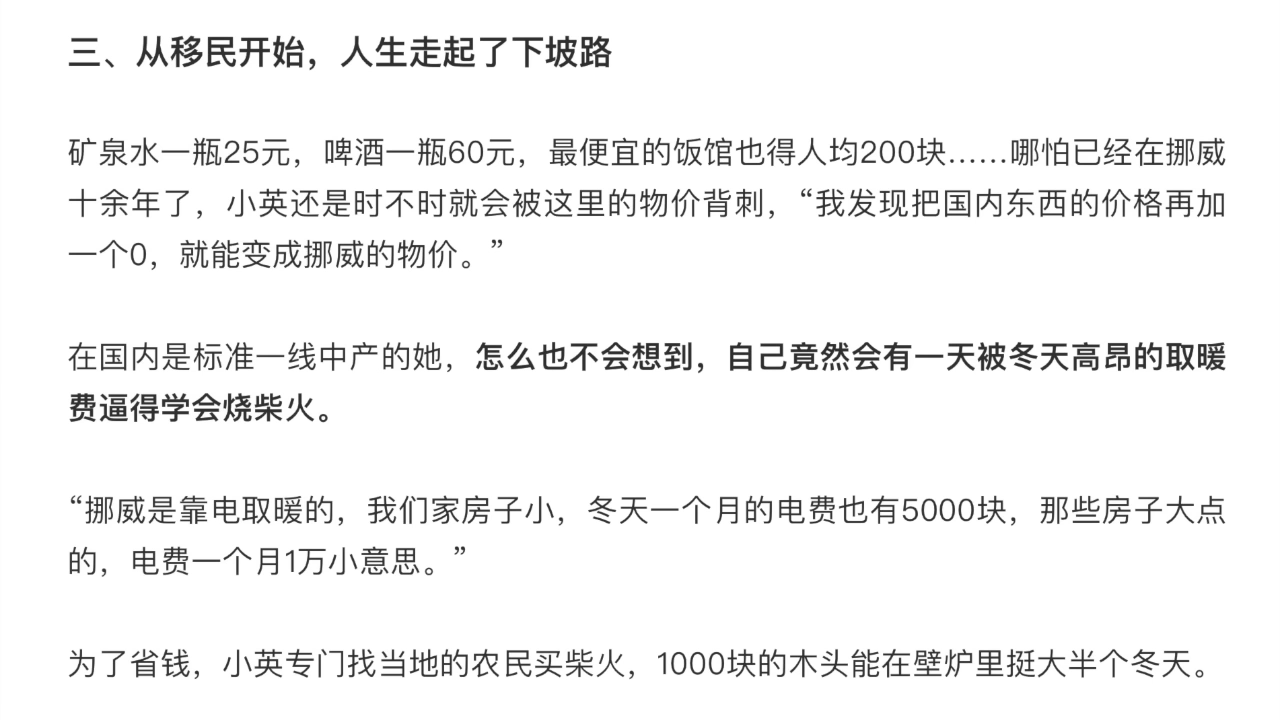 三、从移民开始，人生走起了下坡路
矿泉水一瓶25元，啤酒一瓶60元，最便宜的饭馆也得人均200块……哪怕已经在挪威
十余年了，小英还是时不时就会被这里的物价背刺，“我发现把国内东西的价格再加
一个0，就能变成挪威的物价。”
在国内是标准一线中产的她，怎么也不会想到，自己竟然会有一天被冬天高昂的取暖
费逼得学会烧柴火。
“挪威是靠电取暖的，我们家房子小，冬天一个月的电费也有5000块，那些房子大点
的，电费一个月1万小意思。”
为了省钱，小英专门找当地的农民买柴火，1000块的木头能在壁炉里挺大半个冬天。